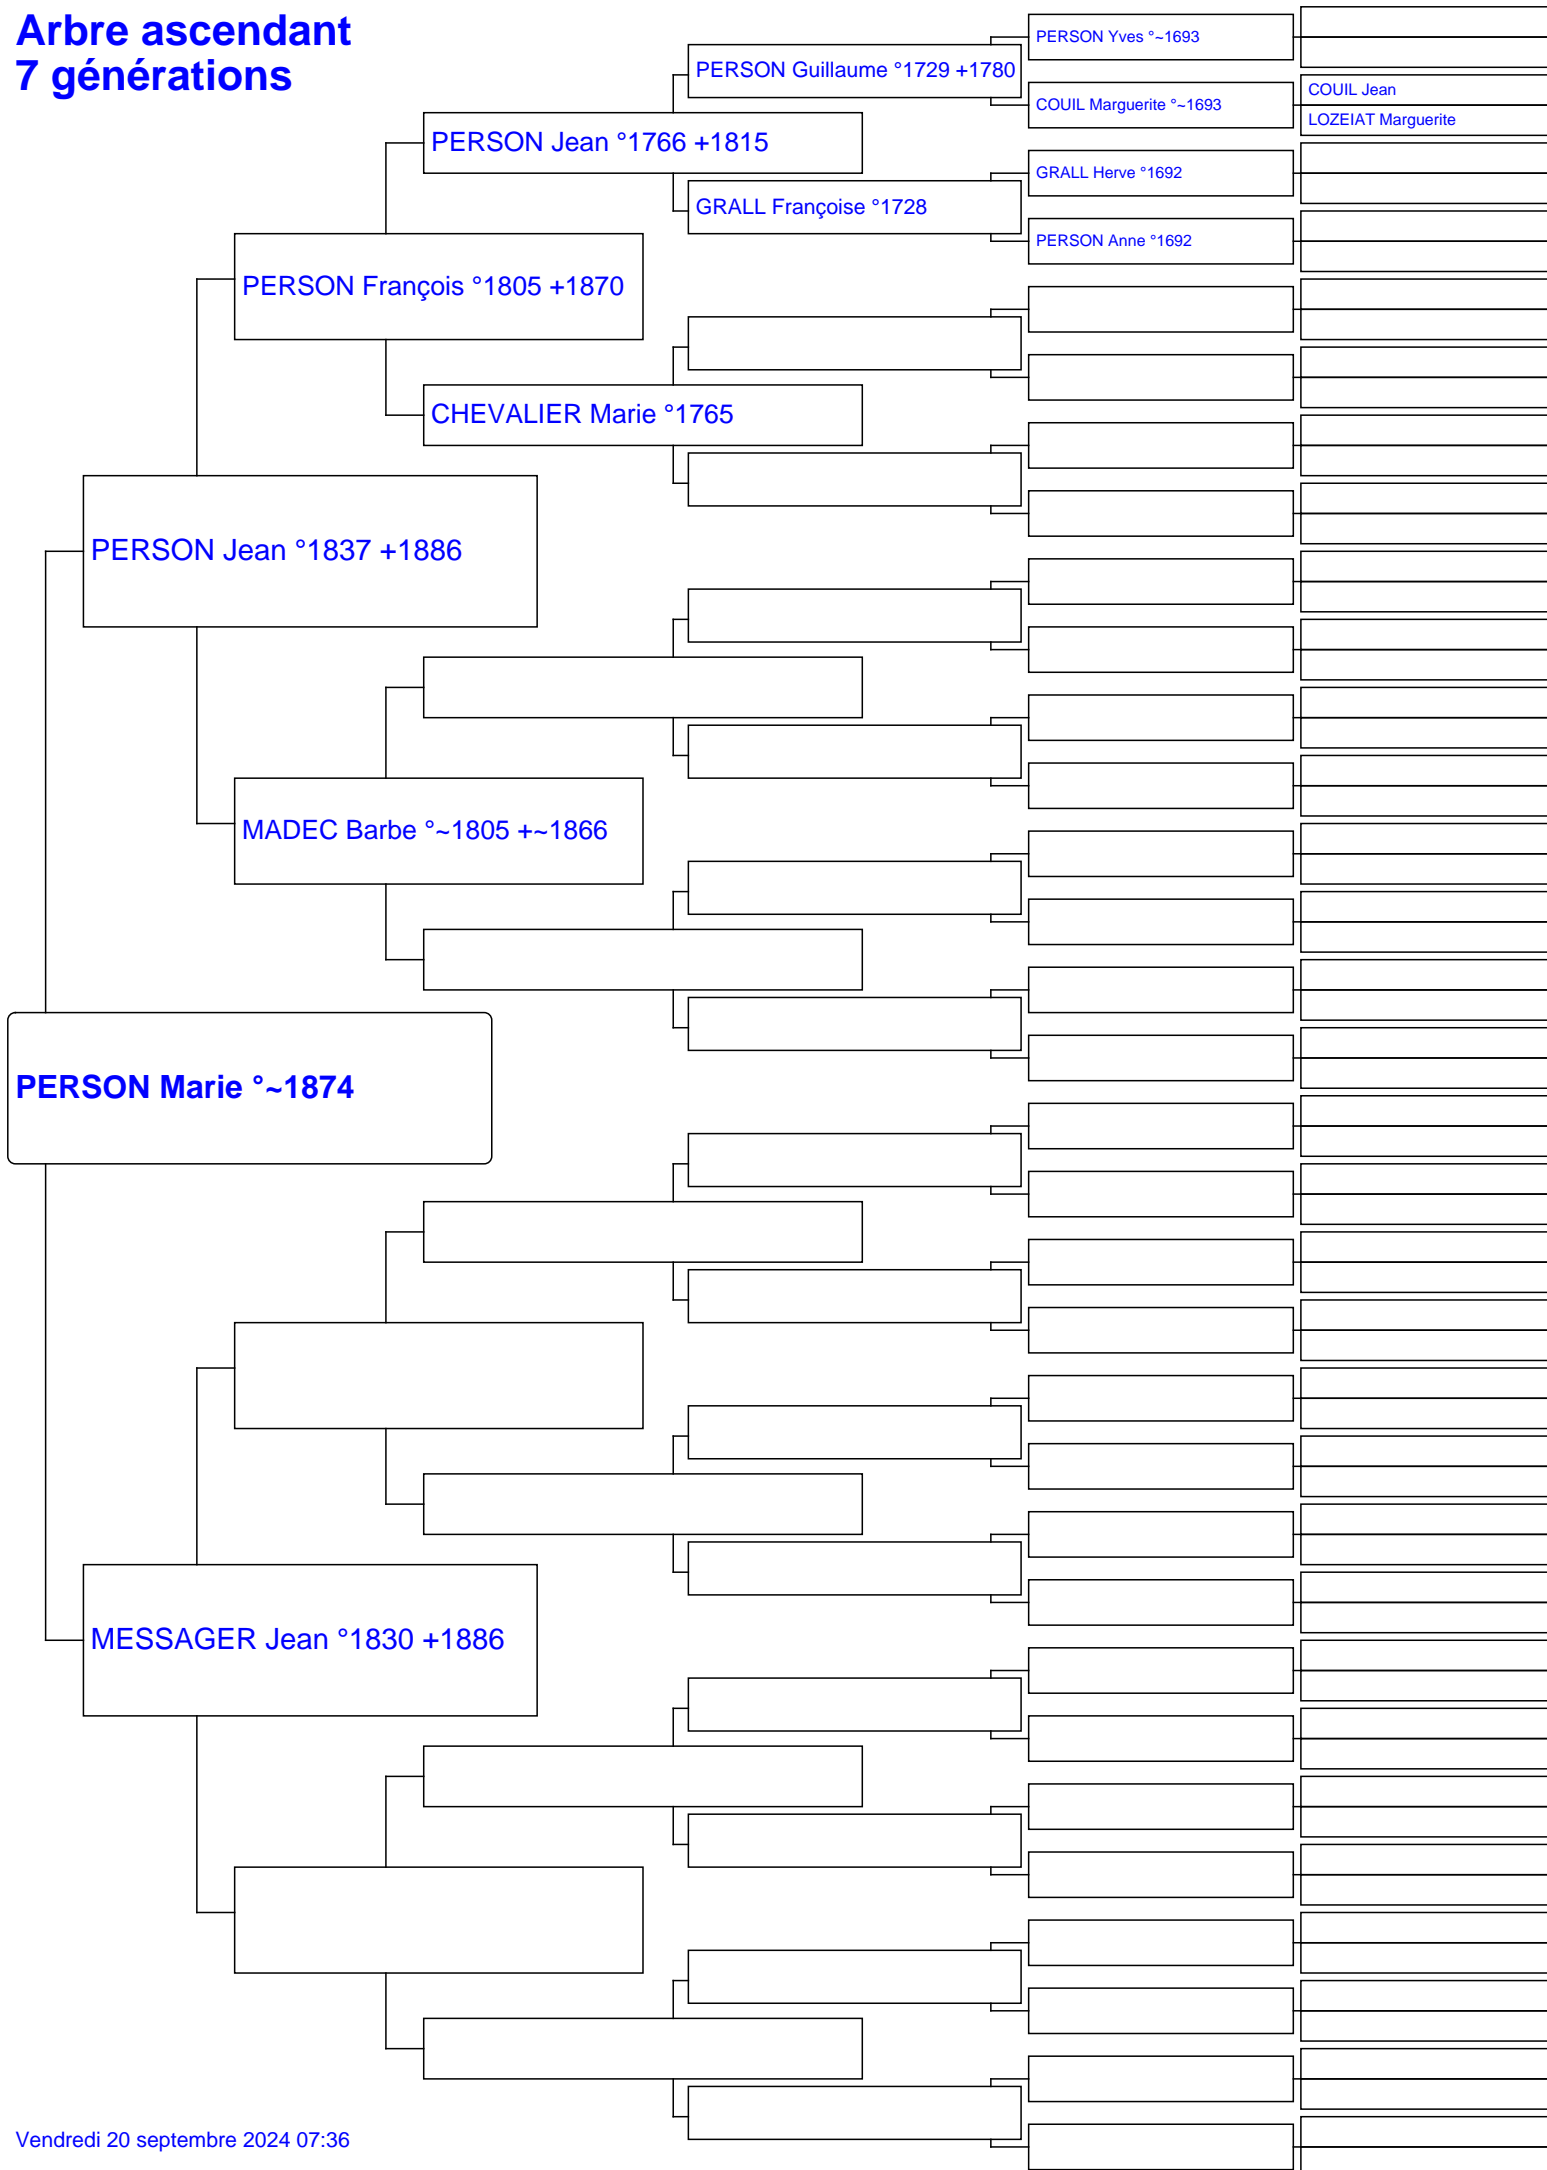 Arbre ascendant
7 générations
PERSON Yves °~1693
PERSON Guillaume °1729 +1780
COUIL Jean
COUIL Marguerite °~1693
LOZEIAT Marguerite
PERSON Jean °1766 +1815
GRALL Herve °1692
GRALL Françoise °1728
PERSON Anne °1692
PERSON François °1805 +1870
CHEVALIER Marie °1765
PERSON Jean °1837 +1886
MADEC Barbe °~1805 +~1866
PERSON Marie °~1874
MESSAGER Jean °1830 +1886
Vendredi 20 septembre 2024 07:36